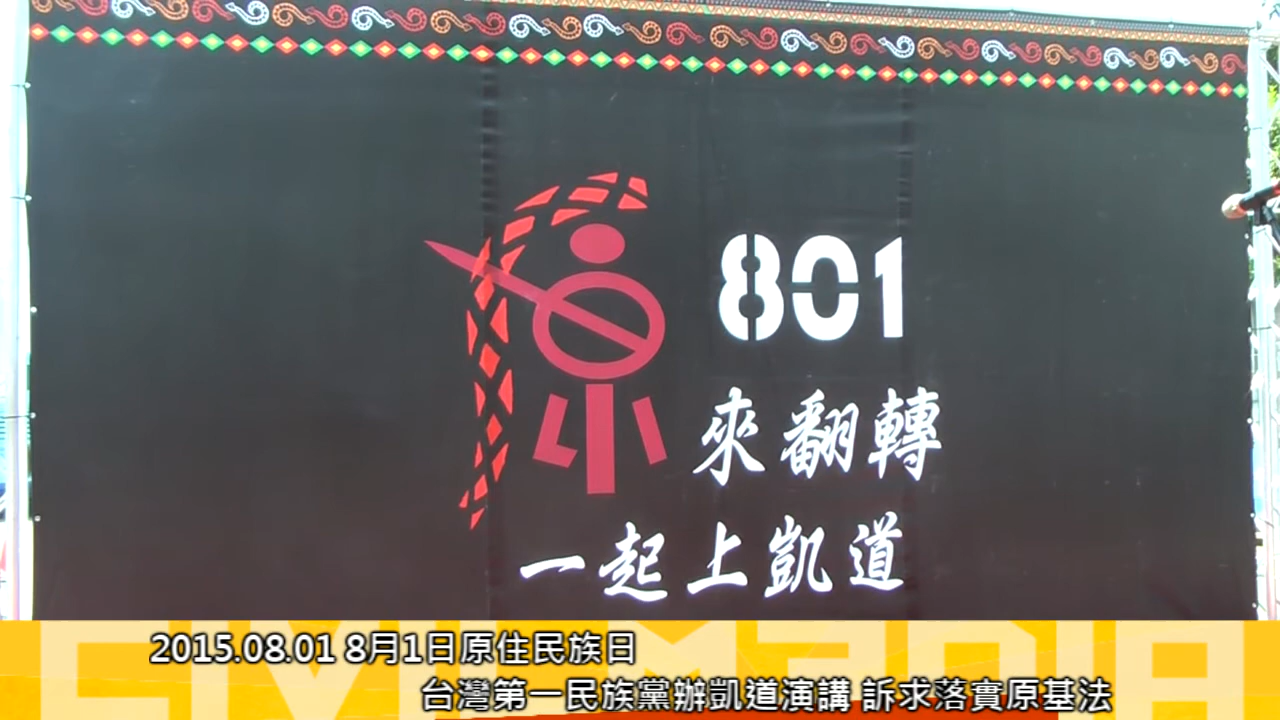 801
來翻轉
一起上凱道
2015.08.01 8月1日原住民族日
台灣第一民族黨辦凱道演講 訴求落實原基法